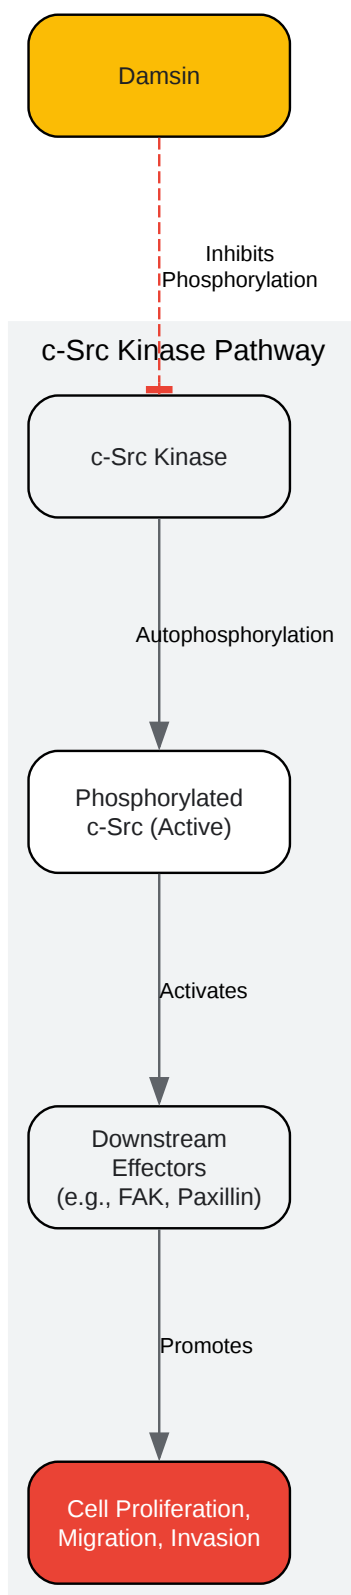 Damsin
Inhibits
Phosphorylation
c-Src Kinase Pathway
c-Src Kinase
Autophosphorylation
Phosphorylated
c-Src (Active)
Activates
Downstream
Effectors
(e.g., FAK, Paxillin)
Promotes
Cell Proliferation,
Migration, Invasion